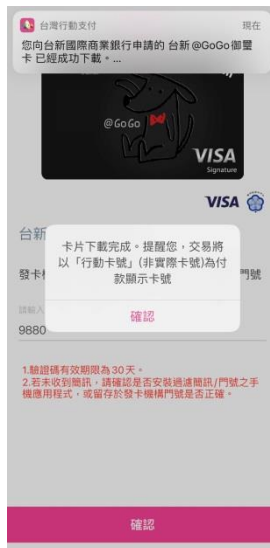 台灣行動支付
現在
您向台新國際商業銀行申請的 台新@GoGo御璽
卡 已經成功下載。...
@GoGo
VISA
Signature
VISA
台新
卡片下載完成。提醒您，交易將
以「行動卡號」(非實際卡號)為付
款顯示卡號
發卡
門號
確認
請輸入
9880
1.驗證碼有效期限為30天。
2.若未收到簡訊，請確認是否安裝過濾簡訊/門號之手
機應用程式，或留存於發卡機構門號是否正確。
確認